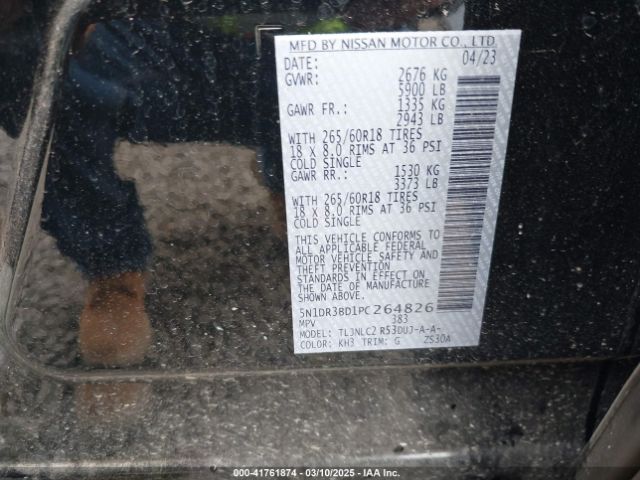 MFD BY NISSAN MOTOR CO., LTD.
DATE: 04/23
GVWR: 2676 KG
5900 LB
GAWR FR.: 1335 KG
2943 LB
WITH 265/60R18 TIRES
18 X 8.0 RIMS AT 36 PSI
COLD SINGLE
GAWR RR.: 1530 KG
3373 LB
WITH 265/60R18 TIRES
18 X 8.0 RIMS AT 36 PSI
COLD SINGLE
THIS VEHICLE CONFORMS TO
ALL APPLICABLE FEDERAL
MOTOR VEHICLE SAFETY AND
THEFT PREVENTION
STANDARDS IN EFFECT ON
THE DATE OF MANUFACTURE
SHOWN ABOVE.
5N1DR3BD1PC264826
MPV 383
MODEL: TL3NLC2 R53DUJ-A-A-
COLOR: KH3 TRIM: G ZS30A
000-41761874 — 03/10/2025 — IAA Inc.